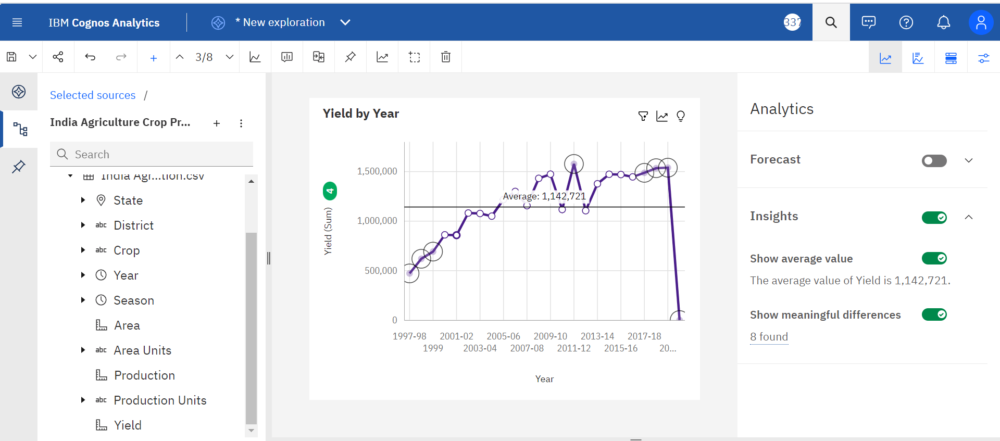 IBM Cognos Analytics
* New exploration
337
3/8
Selected sources /
India Agriculture Crop Pr...
Search
India Agr...tion.csv
State
abc District
abc Crop
Year
Season
Area
abc Area Units
Production
abc Production Units
Yield
Yield by Year
4
Yield (Sum)
1,500,000
1,000,000
500,000
0
Average: 1,142,721
1997-98 2001-02 2005-06 2009-10 2013-14 2017-18
1999 2003-04 2007-08 2011-12 2015-16 20...
Year
Analytics
Forecast
Insights
Show average value
The average value of Yield is 1,142,721.
Show meaningful differences
8 found